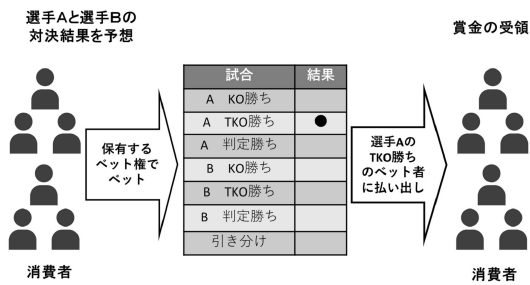 選手Aと選手Bの
対決結果を予想
賞金の受領
試合 結果
A KO勝ち
A TKO勝ち ●
A 判定勝ち
B KO勝ち
B TKO勝ち
B 判定勝ち
引き分け
保有する
ベット権で
ベット
選手Aの
TKO勝ち
のベット者
に払い出し
消費者
消費者